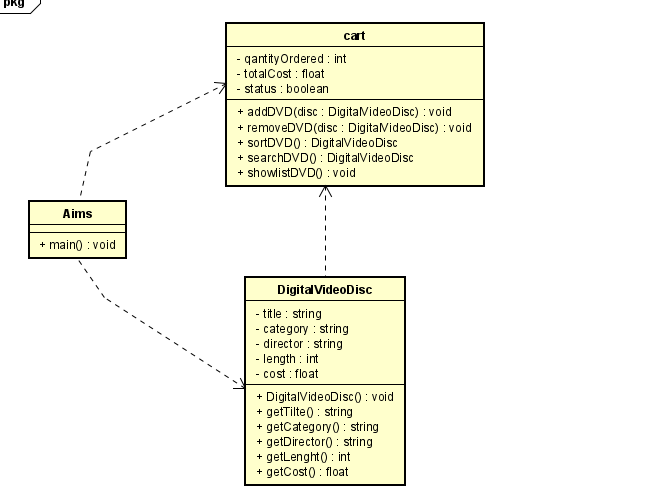 pkg
cart
- qantityOrdered : int
- totalCost : float
- status : boolean
+ addDVD(disc : DigitalVideoDisc) : void
+ removeDVD(disc : DigitalVideoDisc) : void
+ sortDVD() : DigitalVideoDisc
+ searchDVD() : DigitalVideoDisc
+ showlistDVD() : void
Aims
+ main() : void
DigitalVideoDisc
- title : string
- category : string
- director : string
- length : int
- cost : float
+ DigitalVideoDisc() : void
+ getTilte() : string
+ getCategory() : string
+ getDirector() : string
+ getLenght() : int
+ getCost() : float